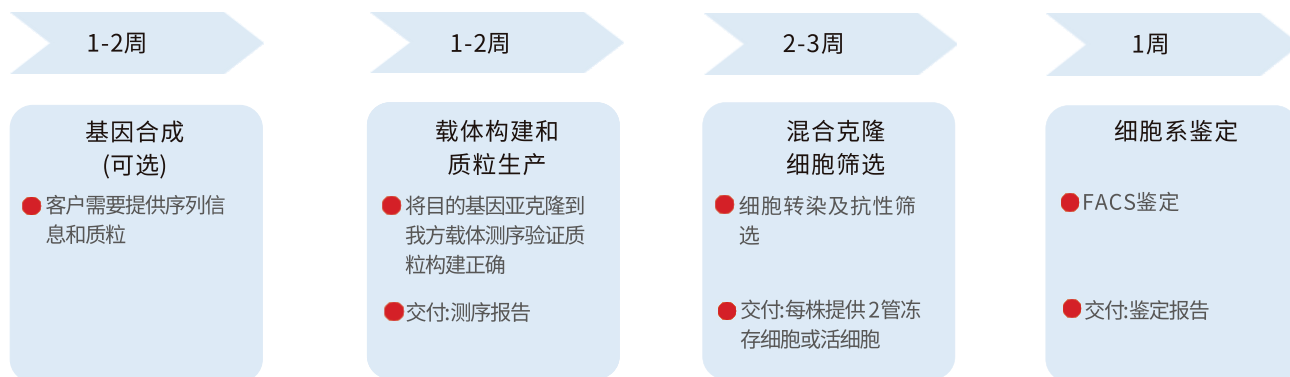 1-2周
1-2周
2-3周
1周
基因合成
(可选)
客户需要提供序列信
息和质粒
载体构建和
质粒生产
将目的基因亚克隆到
我方载体测序验证质
粒构建正确
交付:测序报告
混合克隆
细胞筛选
细胞转染及抗性筛
选
交付:每株提供2管冻
存细胞或活细胞
细胞系鉴定
FACS鉴定
交付:鉴定报告